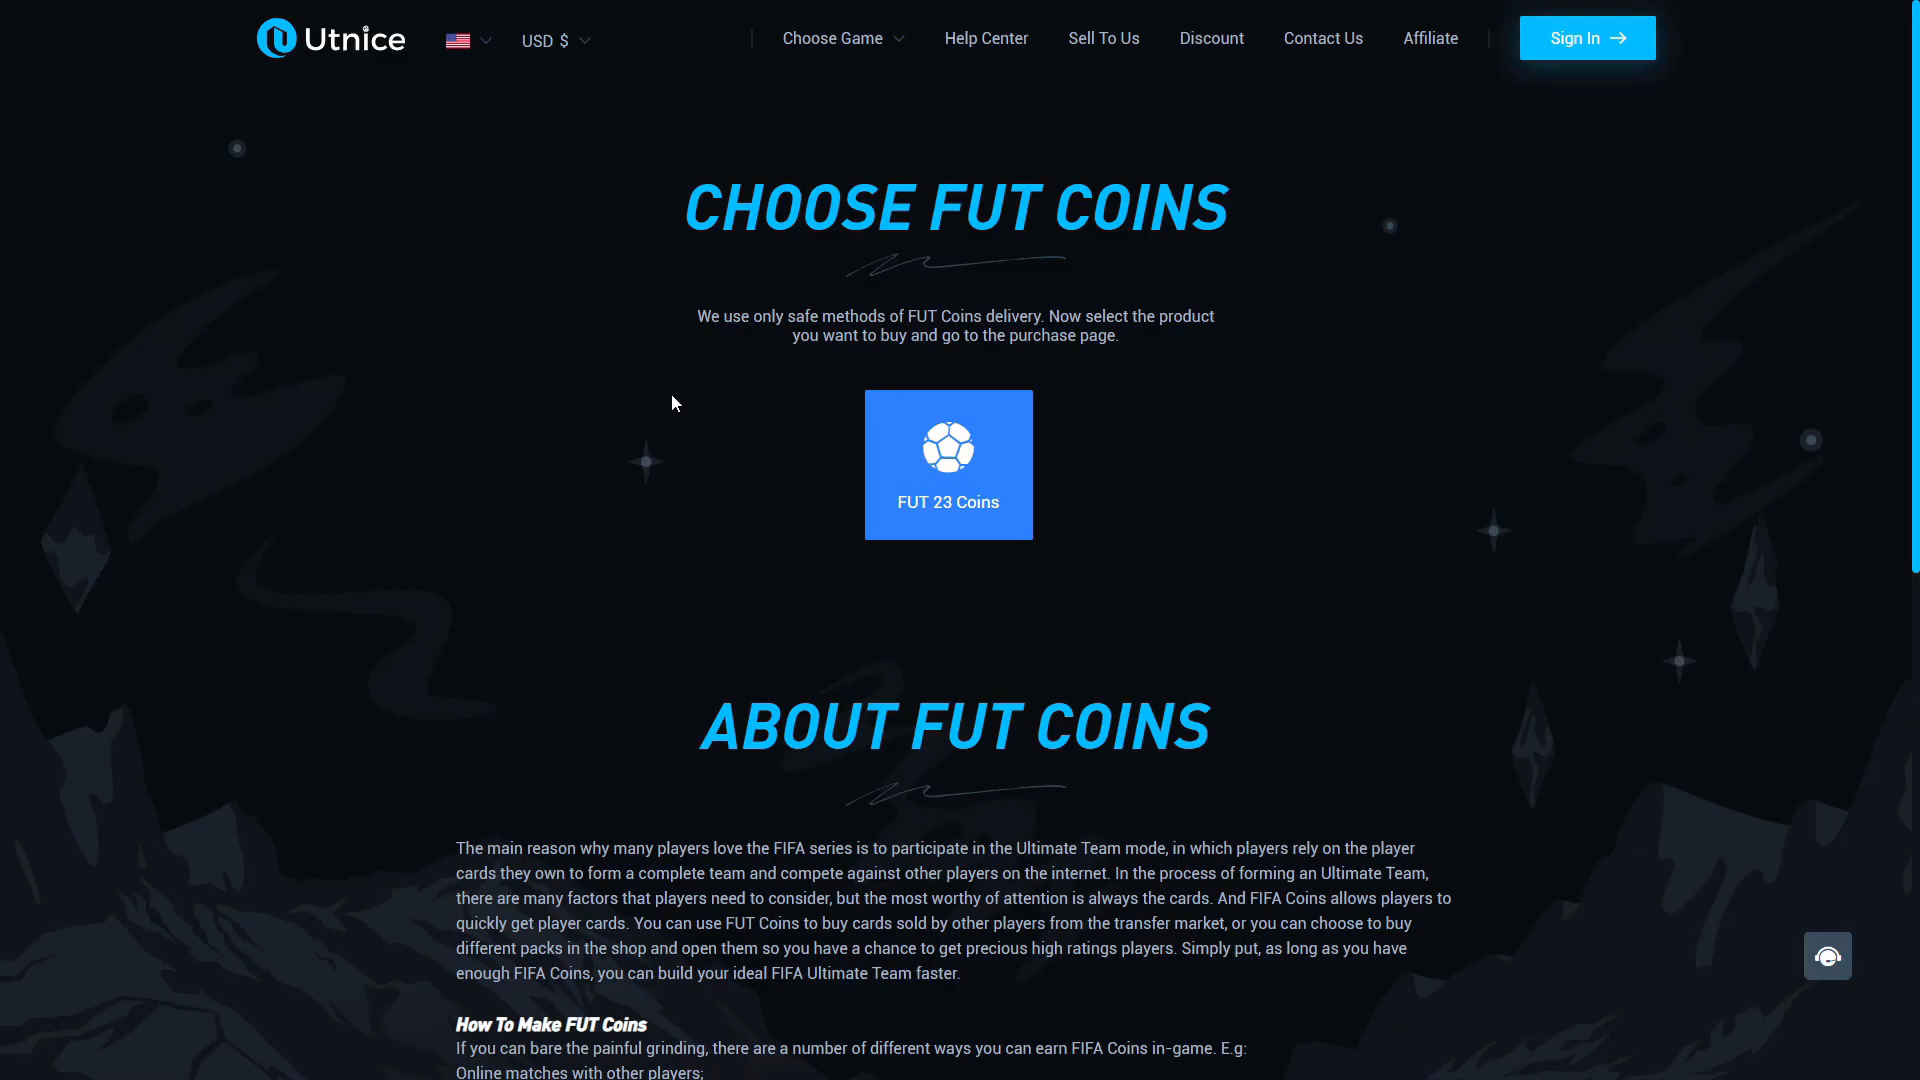 Utnice
USD $
Choose Game
Help Center
Sell To Us
Discount
Contact Us
Affiliate
Sign In
CHOOSE FUT COINS
We use only safe methods of FUT Coins delivery. Now select the product
you want to buy and go to the purchase page.
FUT 23 Coins
ABOUT FUT COINS
The main reason why many players love the FIFA series is to participate in the Ultimate Team mode, in which players rely on the player
cards they own to form a complete team and compete against other players on the internet. In the process of forming an Ultimate Team,
there are many factors that players need to consider, but the most worthy of attention is always the cards. And FIFA Coins allows players to
quickly get player cards. You can use FUT Coins to buy cards sold by other players from the transfer market, or you can choose to buy
different packs in the shop and open them so you have a chance to get precious high ratings players. Simply put, as long as you have
enough FIFA Coins, you can build your ideal FIFA Ultimate Team faster.
How To Make FUT Coins
If you can bare the painful grinding, there are a number of different ways you can earn FIFA Coins in-game. E.g:
Online matches with other players;